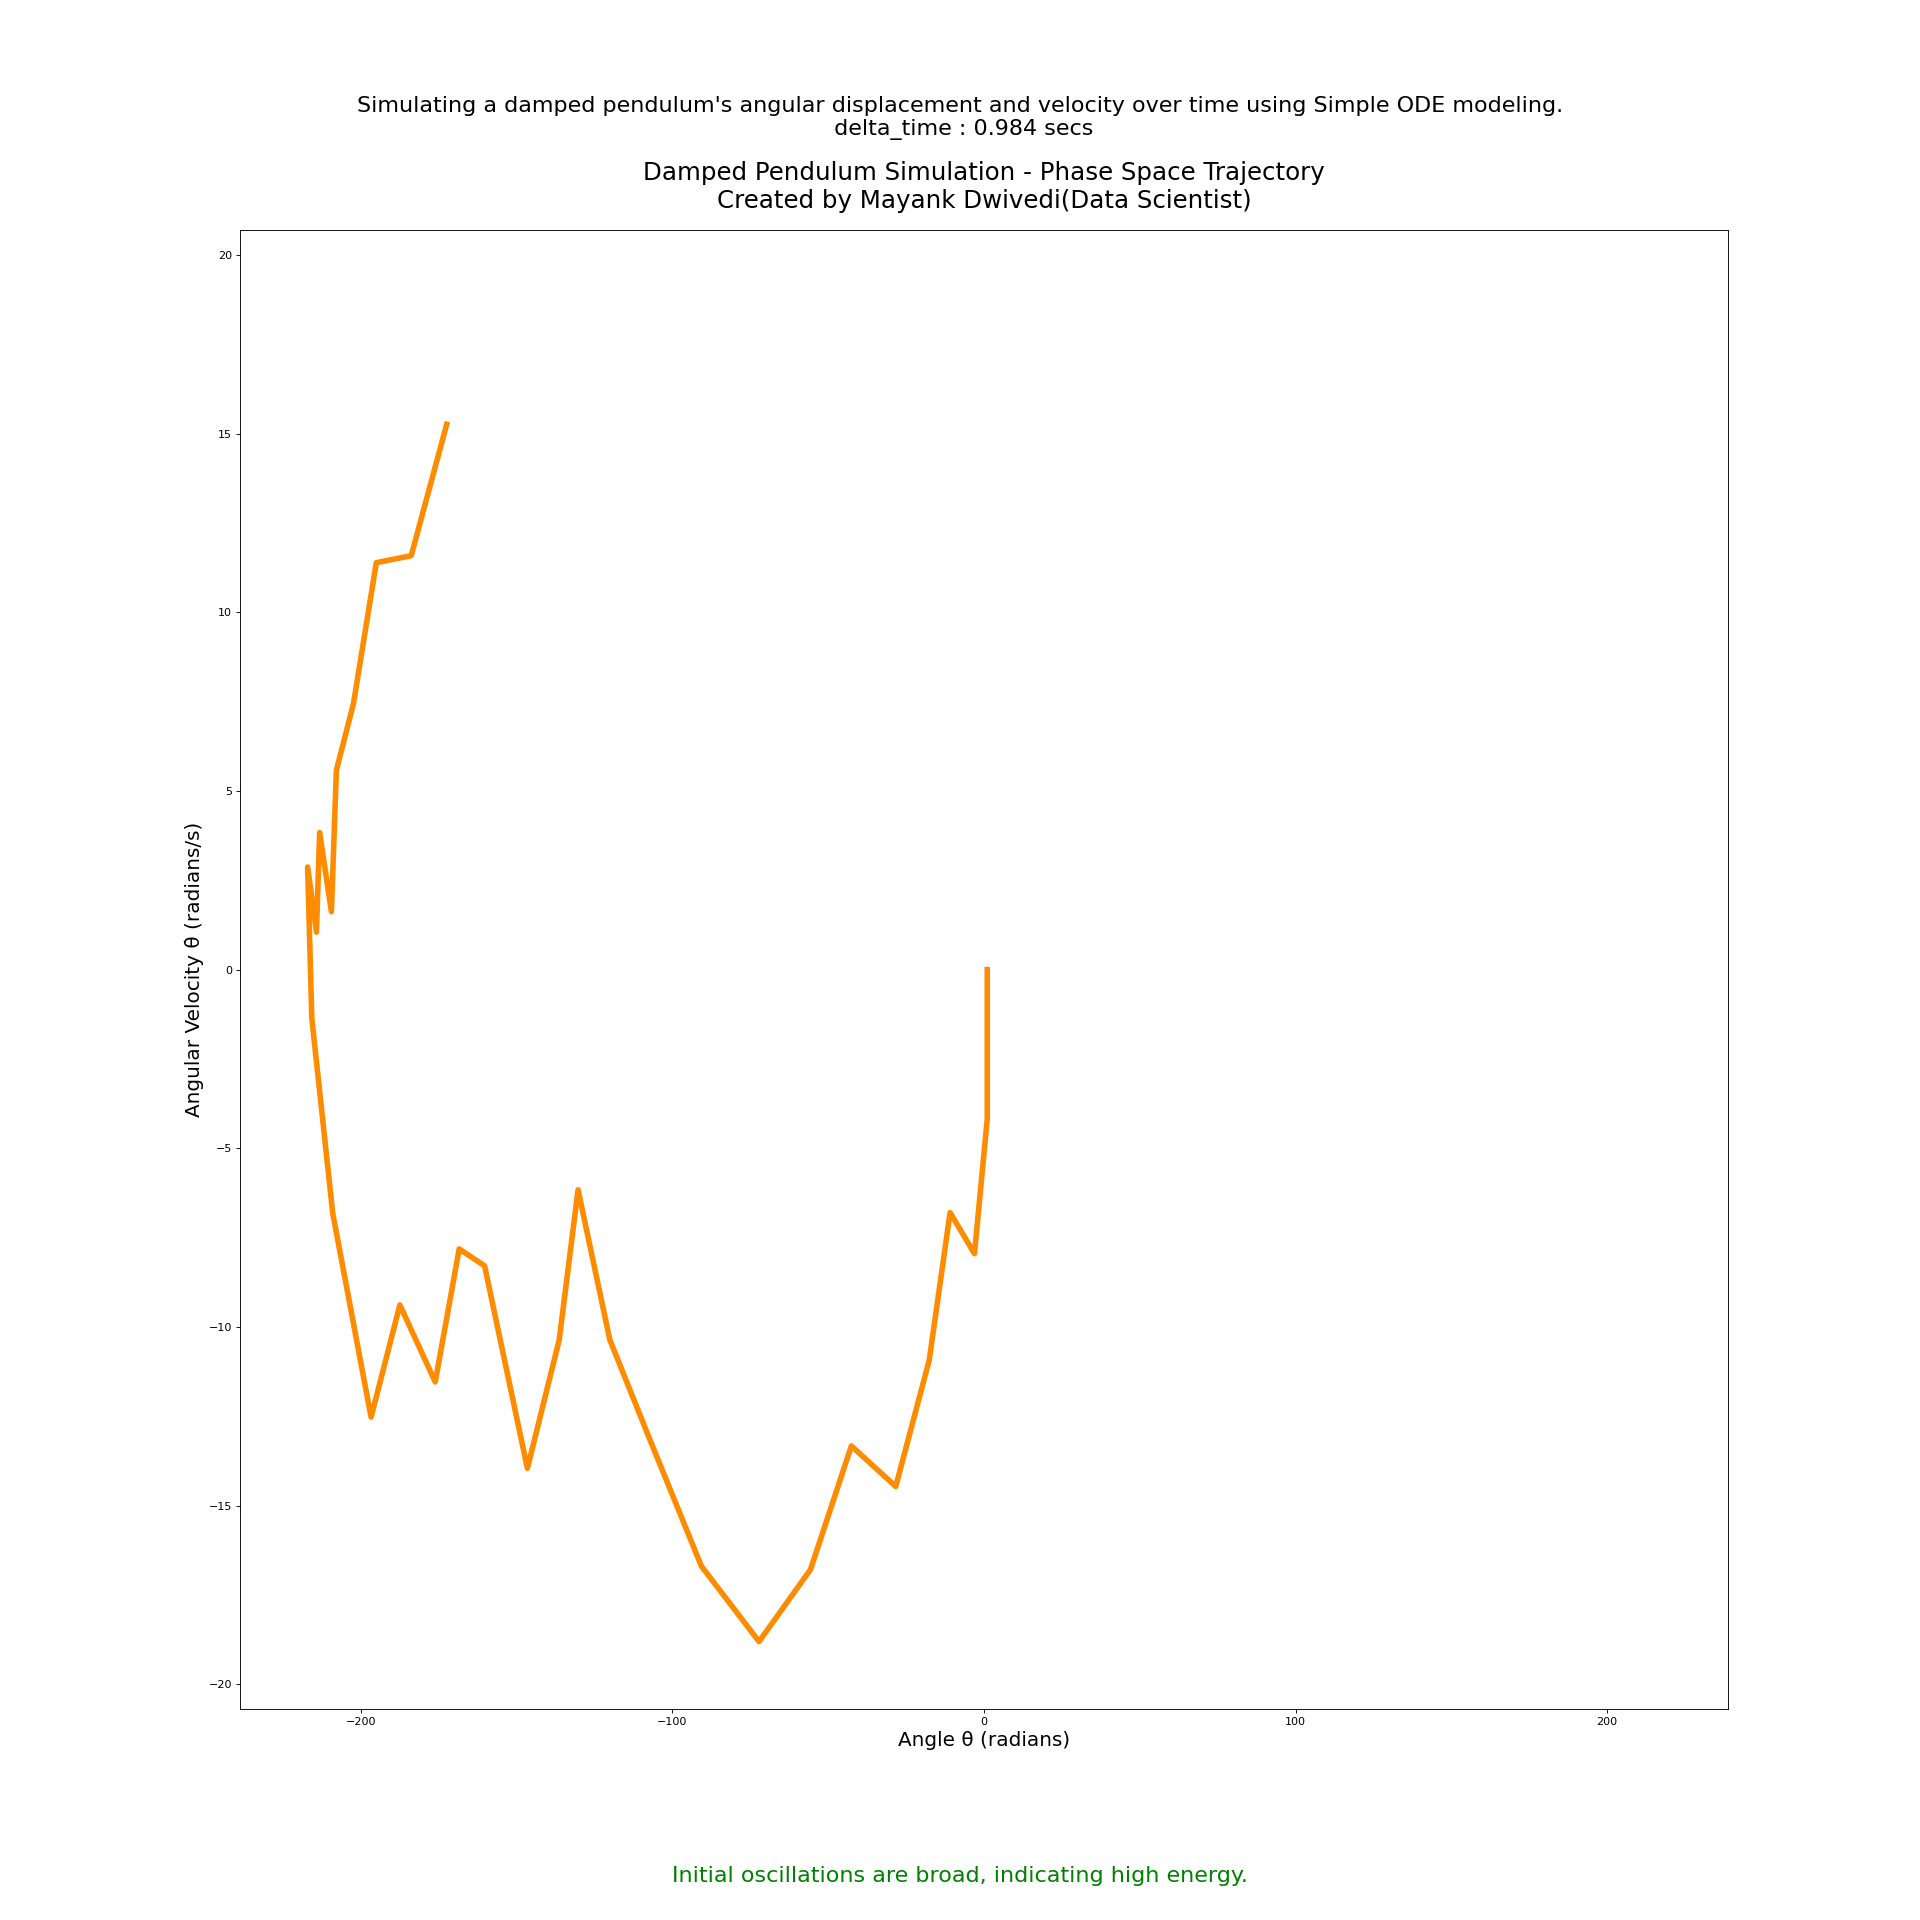 Simulating a damped pendulum's angular displacement and velocity over time using Simple ODE modeling.
delta_time : 0.984 secs
Damped Pendulum Simulation - Phase Space Trajectory
Created by Mayank Dwivedi(Data Scientist)
20
15
10
5
0
−5
−10
−15
−20
Angular Velocity θ (radians/s)
−200
−100
0
100
200
Angle θ (radians)
Initial oscillations are broad, indicating high energy.